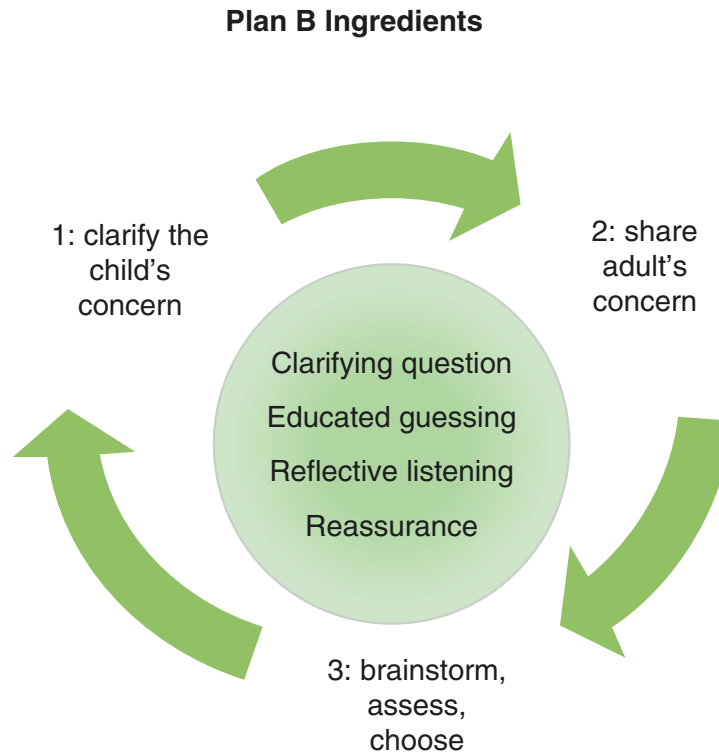 Plan B Ingredients
1: clarify the
child’s
concern
2: share
adult’s
concern
Clarifying question
Educated guessing
Reflective listening
Reassurance
3: brainstorm,
assess,
choose